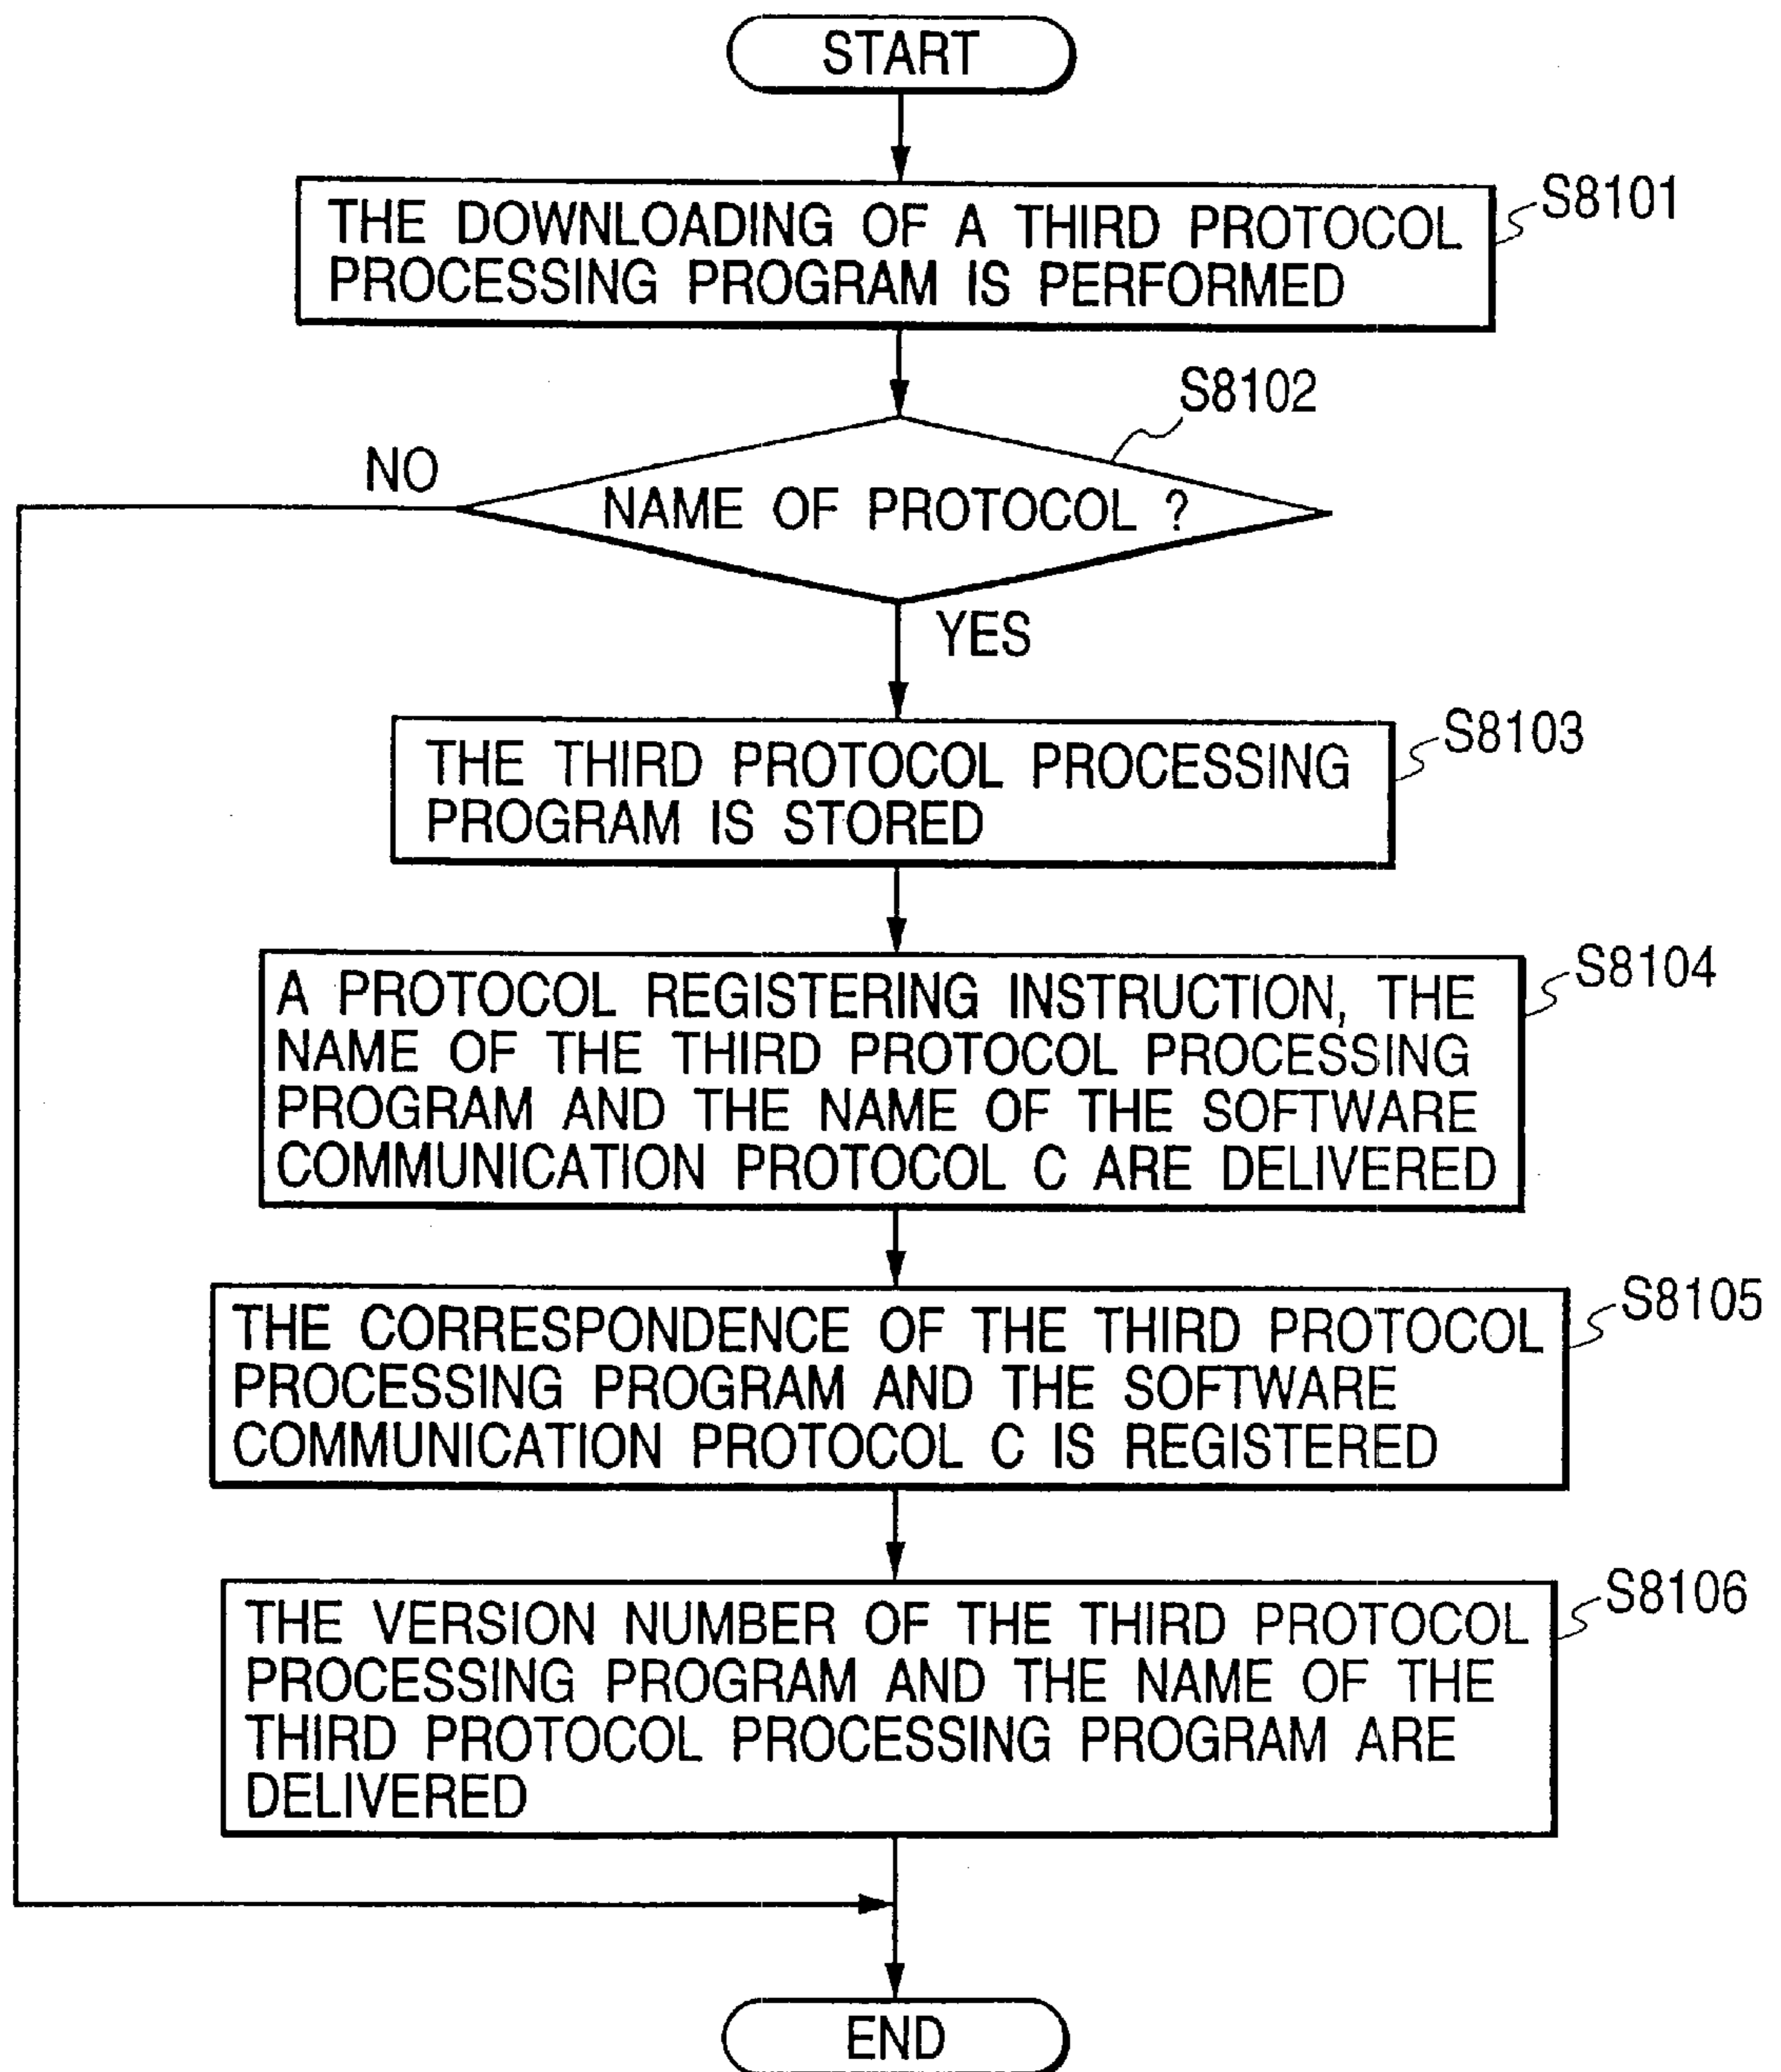 START
THE DOWNLOADING OF A THIRD PROTOCOL
PROCESSING PROGRAM IS PERFORMED
S8101
S8102
NO
NAME OF PROTOCOL ?
YES
THE THIRD PROTOCOL PROCESSING
PROGRAM IS STORED
S8103
A PROTOCOL REGISTERING INSTRUCTION, THE
NAME OF THE THIRD PROTOCOL PROCESSING
PROGRAM AND THE NAME OF THE SOFTWARE
COMMUNICATION PROTOCOL C ARE DELIVERED
S8104
THE CORRESPONDENCE OF THE THIRD PROTOCOL
PROCESSING PROGRAM AND THE SOFTWARE
COMMUNICATION PROTOCOL C IS REGISTERED
S8105
THE VERSION NUMBER OF THE THIRD PROTOCOL
PROCESSING PROGRAM AND THE NAME OF THE
THIRD PROTOCOL PROCESSING PROGRAM ARE
DELIVERED
S8106
END